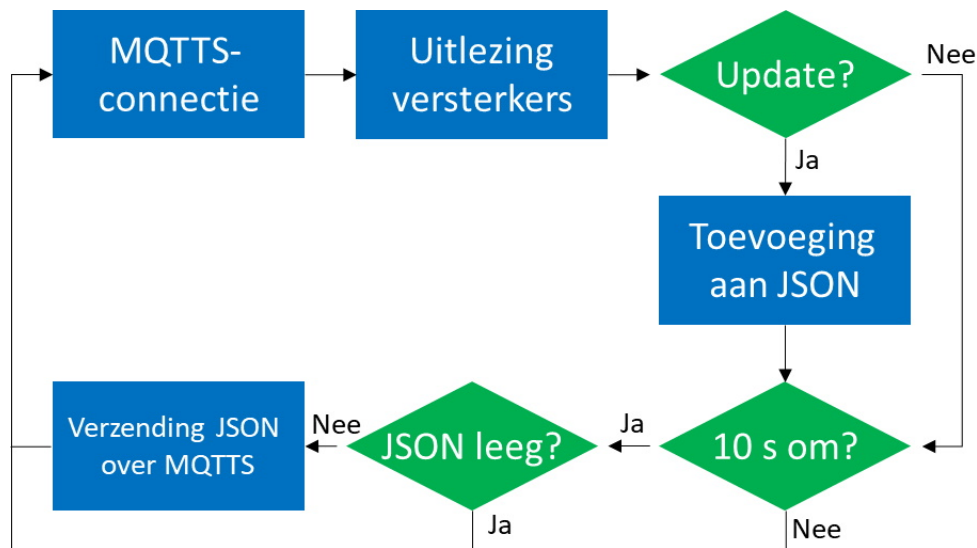 MQTTS-
connectie
Uitlezing
versterkers
Update?
Nee
Ja
Toevoeging
aan JSON
Verzending JSON
over MQTTS
Nee
JSON leeg?
Ja
10 s om?
Ja
Nee